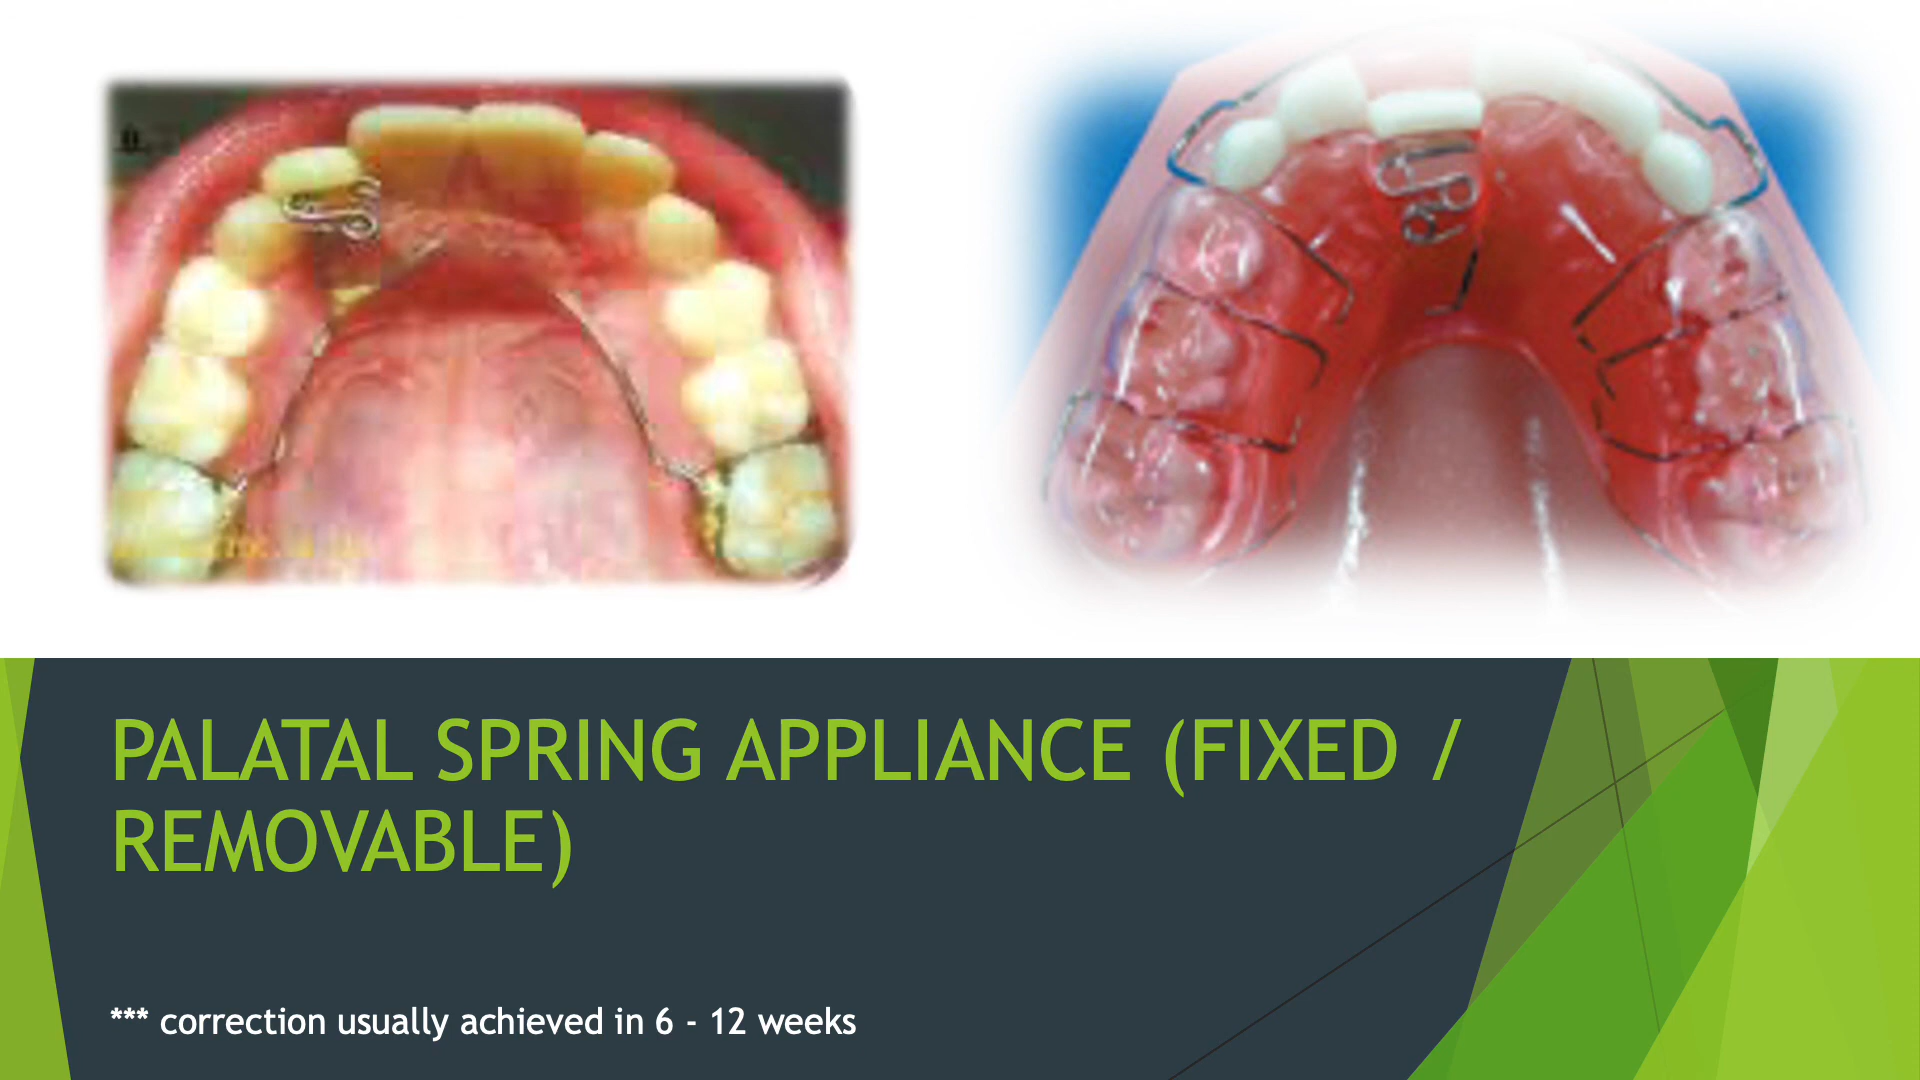 PALATAL SPRING APPLIANCE (FIXED /
REMOVABLE)
*** correction usually achieved in 6 - 12 weeks